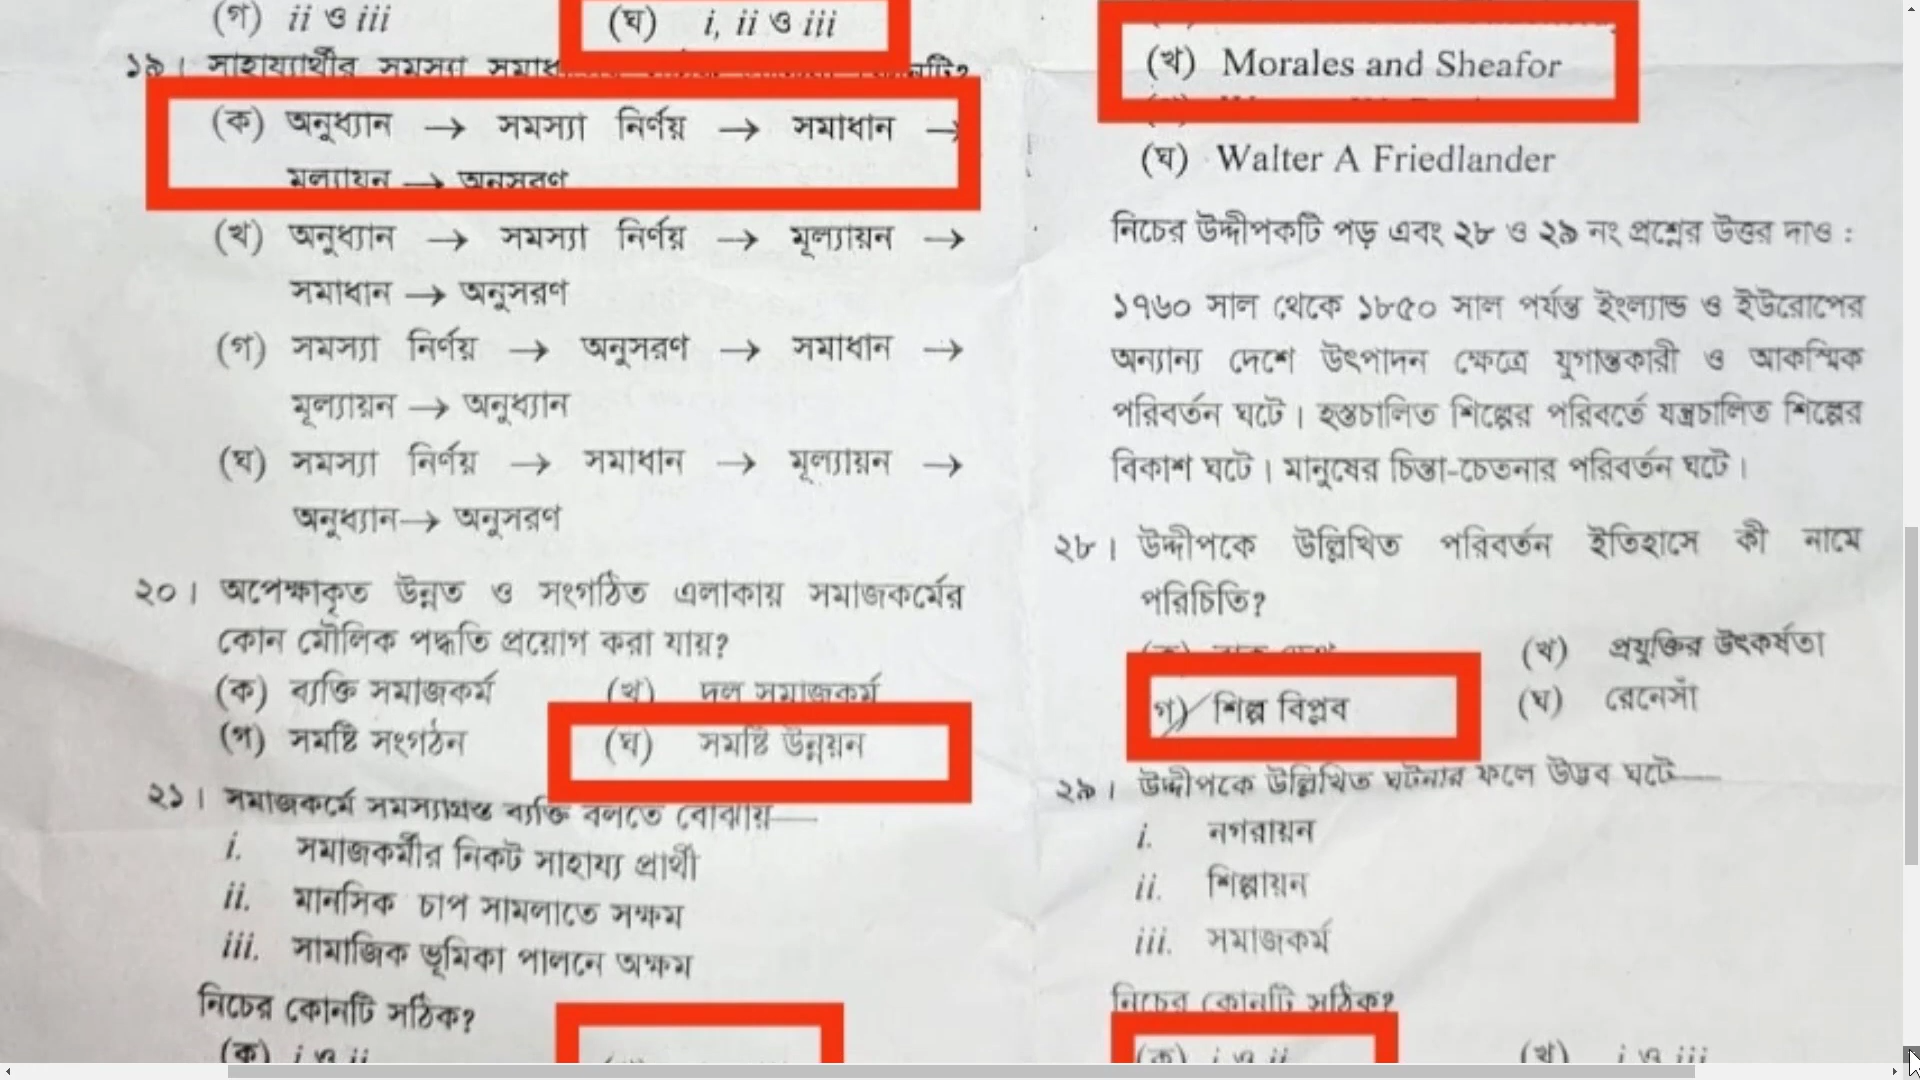 (গ) ii ও iii
(ঘ) i, ii ও iii
১৯। সাহায্যার্থীর সমস্যা
(ক) অনুধ্যান → সমস্যা নির্ণয় → সমাধান →
মূল্যায়ন → অনুসরণ
(খ) অনুধ্যান → সমস্যা নির্ণয় → মূল্যায়ন →
সমাধান → অনুসরণ
(গ) সমস্যা নির্ণয় → অনুসরণ → সমাধান →
মূল্যায়ন → অনুধ্যান
(ঘ) সমস্যা নির্ণয় → সমাধান → মূল্যায়ন →
অনুধ্যান→ অনুসরণ
২০। অপেক্ষাকৃত উন্নত ও সংগঠিত এলাকায় সমাজকর্মের
কোন মৌলিক পদ্ধতি প্রয়োগ করা যায়?
(ক) ব্যক্তি সমাজকর্ম (খ) দল সমাজকর্ম
(গ) সমষ্টি সংগঠন (ঘ) সমষ্টি উন্নয়ন
২১। সমাজকর্মে সমস্যাগ্রস্ত ব্যক্তি বলতে বোঝায়—
i. সমাজকর্মীর নিকট সাহায্য প্রার্থী
ii. মানসিক চাপ সামলাতে সক্ষম
iii. সামাজিক ভূমিকা পালনে অক্ষম
নিচের কোনটি সঠিক?
(ক) i ও ii
(খ) Morales and Sheafor
(ঘ) Walter A Friedlander
নিচের উদ্দীপকটি পড় এবং ২৮ ও ২৯ নং প্রশ্নের উত্তর দাও :
১৭৬০ সাল থেকে ১৮৫০ সাল পর্যন্ত ইংল্যান্ড ও ইউরোপের
অন্যান্য দেশে উৎপাদন ক্ষেত্রে যুগান্তকারী ও আকস্মিক
পরিবর্তন ঘটে। হস্তচালিত শিল্পের পরিবর্তে যন্ত্রচালিত শিল্পের
বিকাশ ঘটে। মানুষের চিন্তা-চেতনার পরিবর্তন ঘটে।
২৮। উদ্দীপকে উল্লিখিত পরিবর্তন ইতিহাসে কী নামে
পরিচিতি?
(খ) প্রযুক্তির উৎকর্ষতা
গ) শিল্প বিপ্লব (ঘ) রেনেসাঁ
২৯। উদ্দীপকে উল্লিখিত ঘটনার ফলে উদ্ভব ঘটে—
i. নগরায়ন
ii. শিল্পায়ন
iii. সমাজকর্ম
নিচের কোনটি সঠিক?
(ক) i ও ii (খ) i ও iii